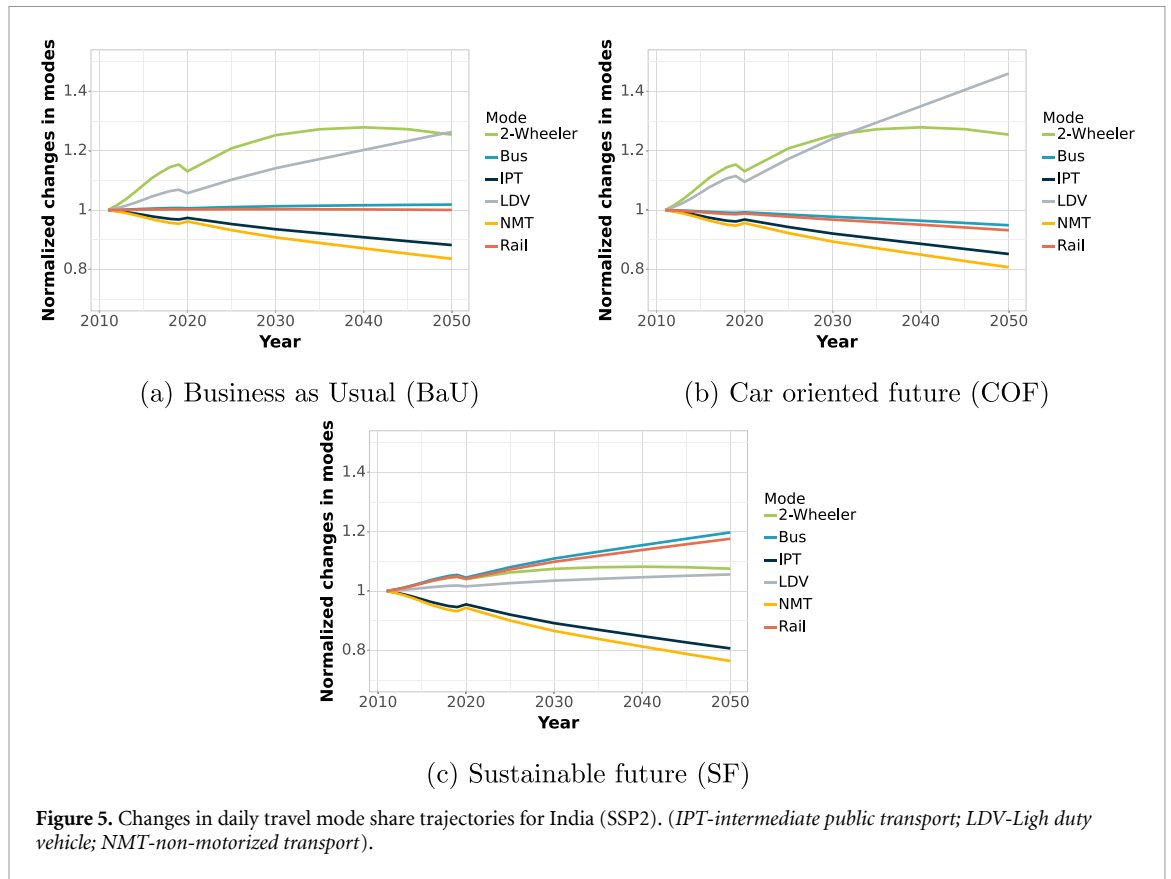 Normalized changes in modes
1.4
1.2
1
0.8
2010
2020
2030
2040
2050
Year
Mode
2-Wheeler
Bus
IPT
LDV
NMT
Rail
(a) Business as Usual (BaU)
Normalized changes in modes
1.4
1.2
1
0.8
2010
2020
2030
2040
2050
Year
Mode
2-Wheeler
Bus
IPT
LDV
NMT
Rail
(b) Car oriented future (COF)
Normalized changes in modes
1.4
1.2
1
0.8
2010
2020
2030
2040
2050
Year
Mode
2-Wheeler
Bus
IPT
LDV
NMT
Rail
(c) Sustainable future (SF)
Figure 5. Changes in daily travel mode share trajectories for India (SSP2). (IPT-intermediate public transport; LDV-Ligh duty
vehicle; NMT-non-motorized transport).